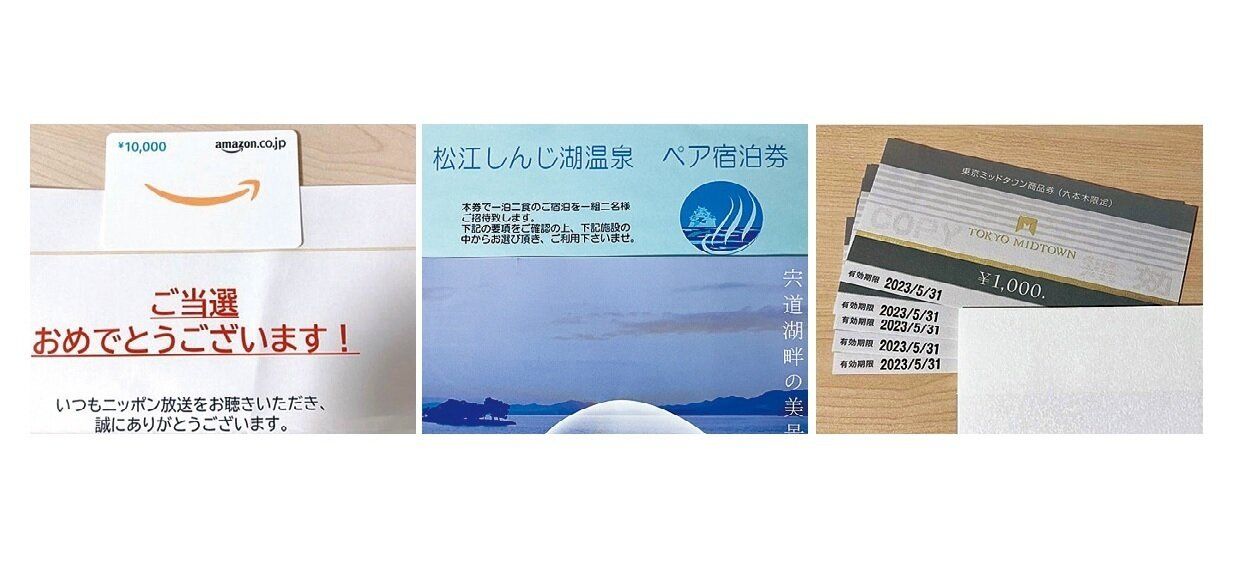 ¥10,000
amazon.co.jp
ご当選
おめでとうございます！
いつもニッポン放送をお聴きいただき、
誠にありがとうございます。
松江しんじ湖温泉 ペア宿泊券
本券で一泊二食のご宿泊を一組二名様
ご招待致します。
下記の要項をご確認の上、下記施設の
中からお選び頂き、ご利用下さいませ。
宍道湖畔の美景
東京ミッドタウン商品券（六本木限定）
COPY
TOKYO MIDTOWN
¥1,000.
有効期限 2023/5/31
有効期限 2023/5/31
有効期限 2023/5/31
有効期限 2023/5/31
有効期限 2023/5/31